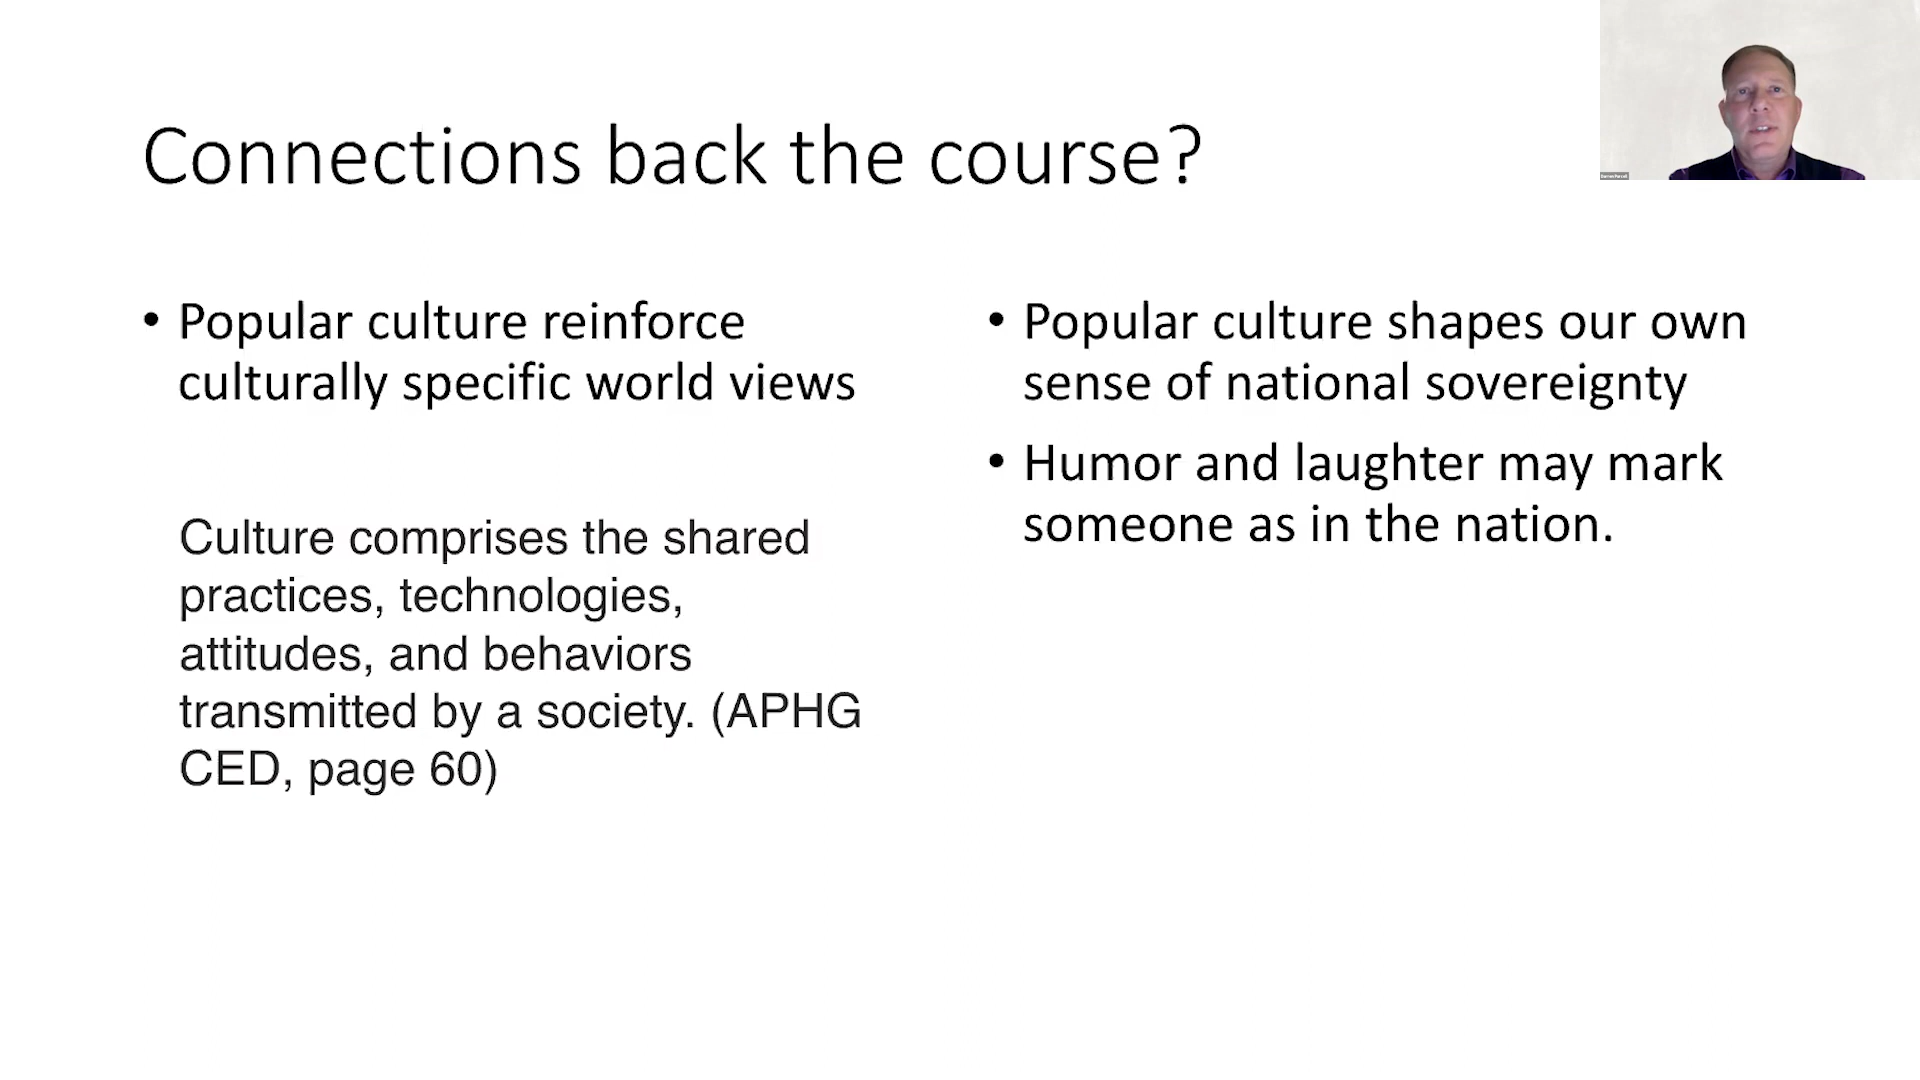 Connections back the course?
• Popular culture reinforce
culturally specific world views
Culture comprises the shared
practices, technologies,
attitudes, and behaviors
transmitted by a society. (APHG
CED, page 60)
• Popular culture shapes our own
sense of national sovereignty
• Humor and laughter may mark
someone as in the nation.